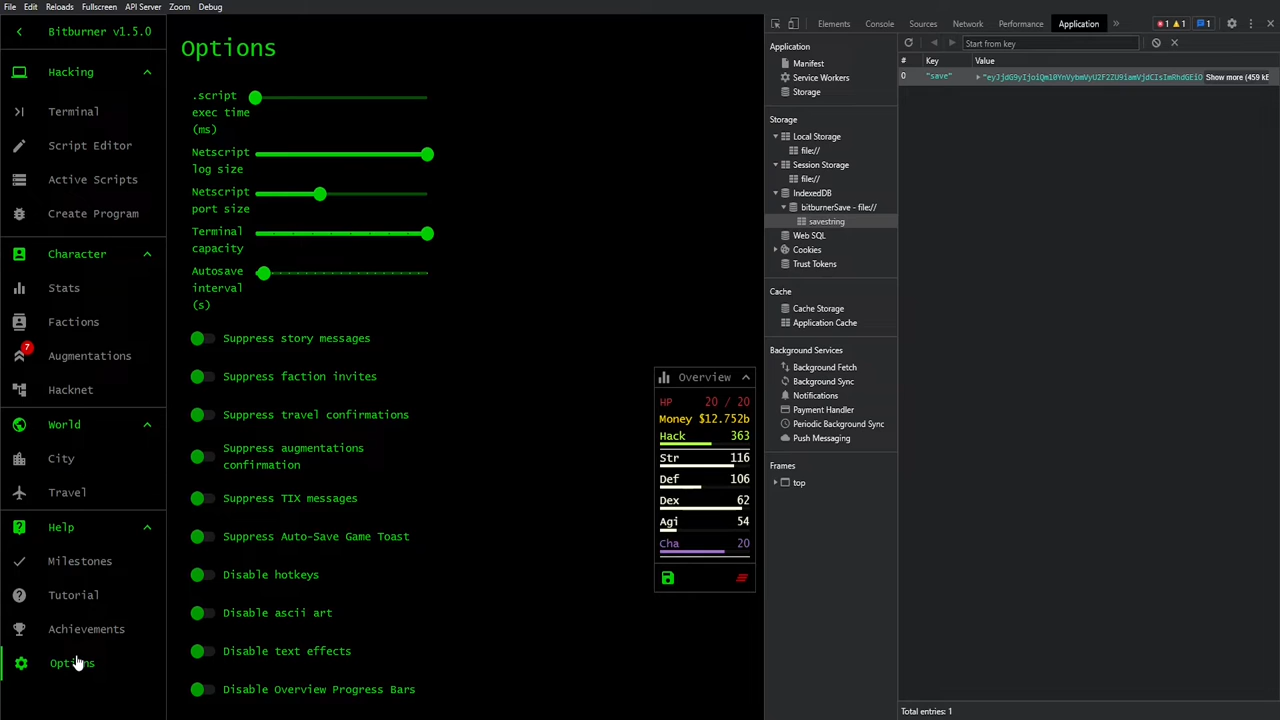 File Edit Reloads Fullscreen API Server Zoom Debug
Bitburner v1.5.0
Hacking
Terminal
Script Editor
Active Scripts
Create Program
Character
Stats
Factions
7
Augmentations
Hacknet
World
City
Travel
Help
Milestones
Tutorial
Achievements
Options
Options
.script
exec time
(ms)
Netscript
log size
Netscript
port size
Terminal
capacity
Autosave
interval
(s)
Suppress story messages
Suppress faction invites
Suppress travel confirmations
Suppress augmentations
confirmation
Suppress TIX messages
Suppress Auto-Save Game Toast
Disable hotkeys
Disable ascii art
Disable text effects
Disable Overview Progress Bars
Overview
HP 20 / 20
Money $12.752b
Hack 363
Str 116
Def 106
Dex 62
Agi 54
Cha 20
Elements Console Sources Network Performance Application » 1 1 1
Application
Manifest
Service Workers
Storage
Storage
Local Storage
file://
Session Storage
file://
IndexedDB
bitburnerSave - file://
savestring
Web SQL
Cookies
Trust Tokens
Cache
Cache Storage
Application Cache
Background Services
Background Fetch
Background Sync
Notifications
Payment Handler
Periodic Background Sync
Push Messaging
Frames
top
Start from key
# Key Value
0 "save" Show more (459 kB
Total entries: 1